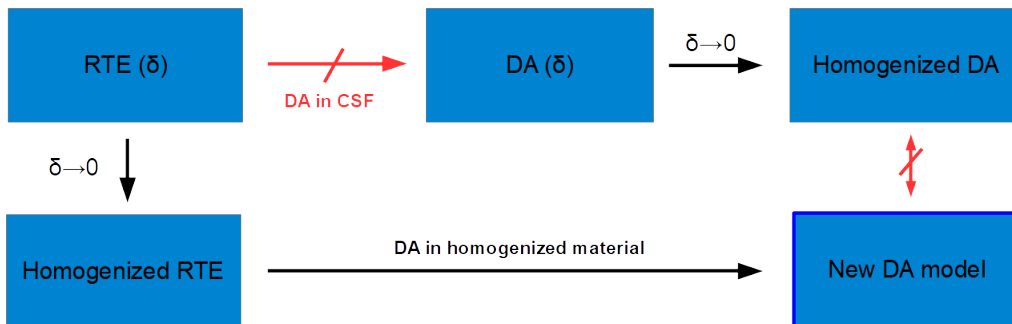 RTE (δ)
DA in CSF
DA (δ)
δ→0
Homogenized DA
δ→0
Homogenized RTE
DA in homogenized material
New DA model